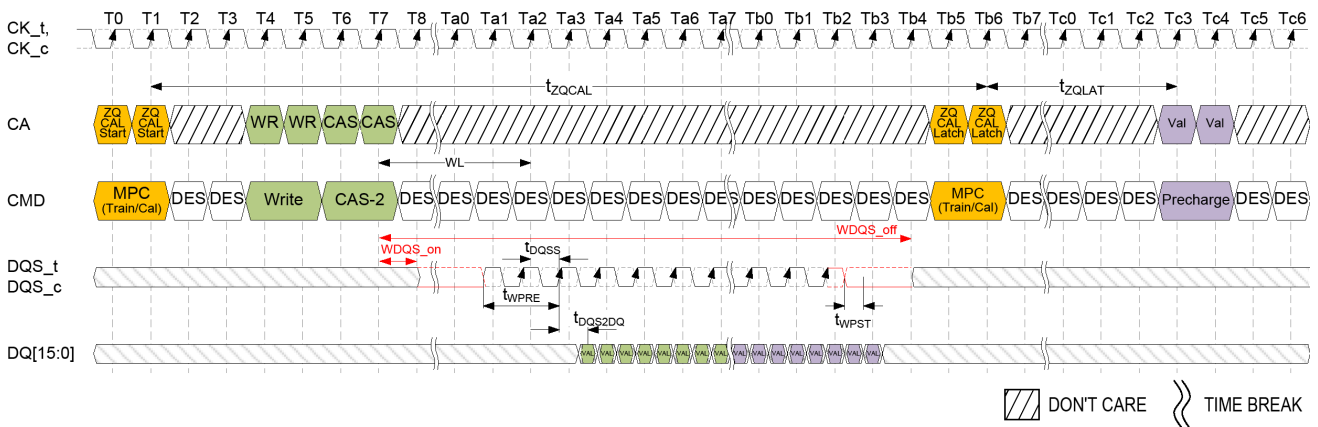 T0 T1 T2 T3 T4 T5 T6 T7 T8 Ta0 Ta1 Ta2 Ta3 Ta4 Ta5 Ta6 Ta7 Tb0 Tb1 Tb2 Tb3 Tb4 Tb5 Tb6 Tb7 Tc0 Tc1 Tc2 Tc3 Tc4 Tc5 Tc6
CK_t,
CK_c
tZQCAL tZQLAT
CA
ZQ CAL Start ZQ CAL Start WR WR CAS CAS ZQ CAL Latch ZQ CAL Latch Val Val
WL
CMD
MPC (Train/Cal) DES DES Write CAS-2 DES DES DES DES DES DES DES DES DES DES DES DES DES DES MPC (Train/Cal) DES DES DES DES Precharge DES DES
WDQS_off
WDQS_on
tDQSS
DQS_t
DQS_c
tWPRE tWPST
tDQS2DQ
DQ[15:0]
VAL VAL VAL VAL VAL VAL VAL VAL VAL VAL VAL VAL VAL VAL VAL VAL
DON'T CARE TIME BREAK